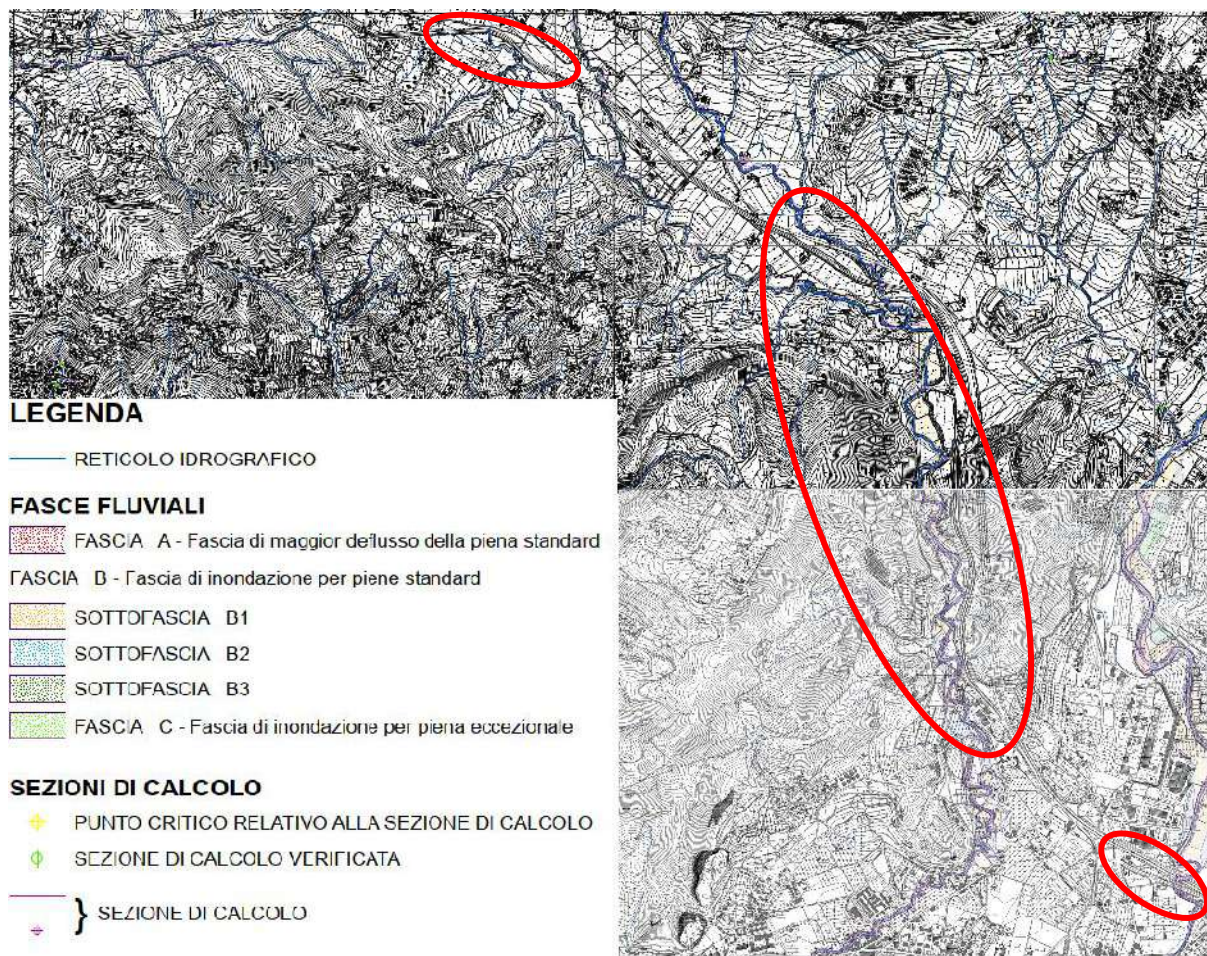 LEGENDA
RETICOLO IDROGRAFICO
FASCE FLUVIALI
FASCIA A - Fascia di maggior deflusso della piena standard
FASCIA B - Fascia di inondazione per piene standard
SOTTOFASCIA B1
SOTTOFASCIA B2
SOTTOFASCIA B3
FASCIA C - Fascia di inondazione per piena eccezionale
SEZIONI DI CALCOLO
PUNTO CRITICO RELATIVO ALLA SEZIONE DI CALCOLO
SEZIONE DI CALCOLO VERIFICATA
} SEZIONE DI CALCOLO